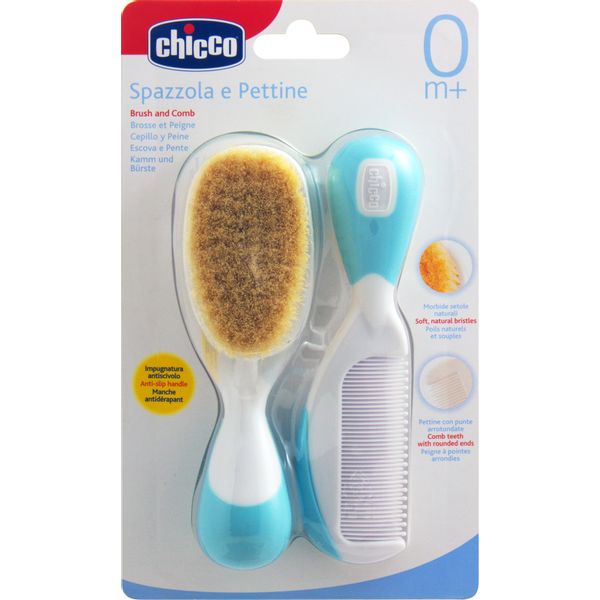 chicco
0
m+
Spazzola e Pettine
Brush and Comb
Brosse et Peigne
Cepillo y Peine
Escova e Pente
Kamm und
Bürste
chicco
Morbide setole
naturali
Soft, natural bristles
Poils naturels
et souples
Impugnatura
antiscivolo
Anti-slip handle
Manche
antidérapant
Pettine con punte
arrotondate
Comb teeth
with rounded ends
Peigne à pointes
arrondies